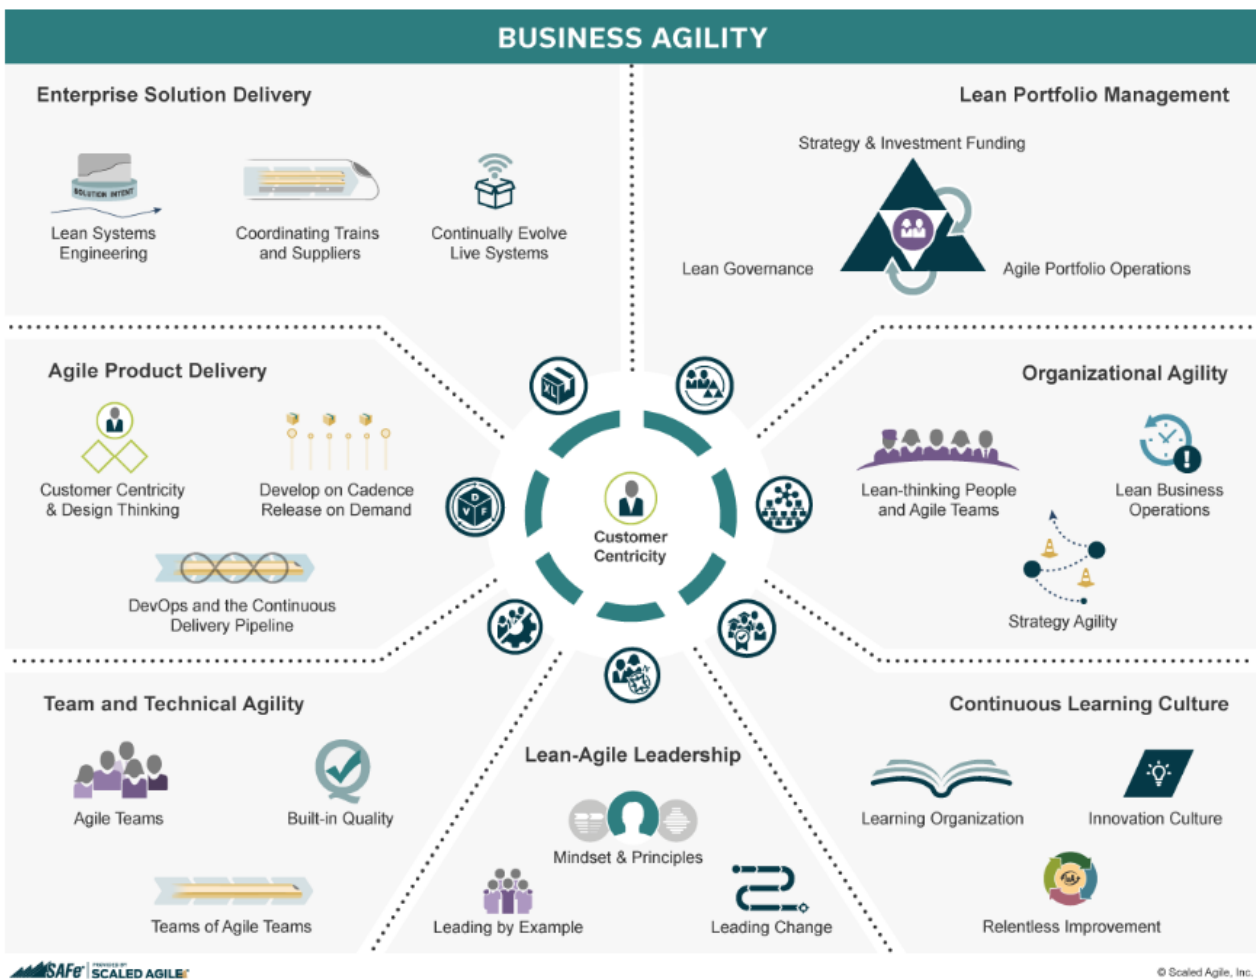 BUSINESS AGILITY
Enterprise Solution Delivery
SOLUTION INTENT
Lean Systems
Engineering
Coordinating Trains
and Suppliers
Continually Evolve
Live Systems
Lean Portfolio Management
Strategy & Investment Funding
Lean Governance
Agile Portfolio Operations
Agile Product Delivery
Customer Centricity
& Design Thinking
Develop on Cadence
Release on Demand
DevOps and the Continuous
Delivery Pipeline
XL
D
V F
Customer
Centricity
Organizational Agility
Lean-thinking People
and Agile Teams
Lean Business
Operations
!
Strategy Agility
Team and Technical Agility
Agile Teams
Built-in Quality
Teams of Agile Teams
Lean-Agile Leadership
Mindset & Principles
Leading by Example
Leading Change
Continuous Learning Culture
Learning Organization
Innovation Culture
Relentless Improvement
SAFe® PROVIDED BY
SCALED AGILE
© Scaled Agile, Inc.